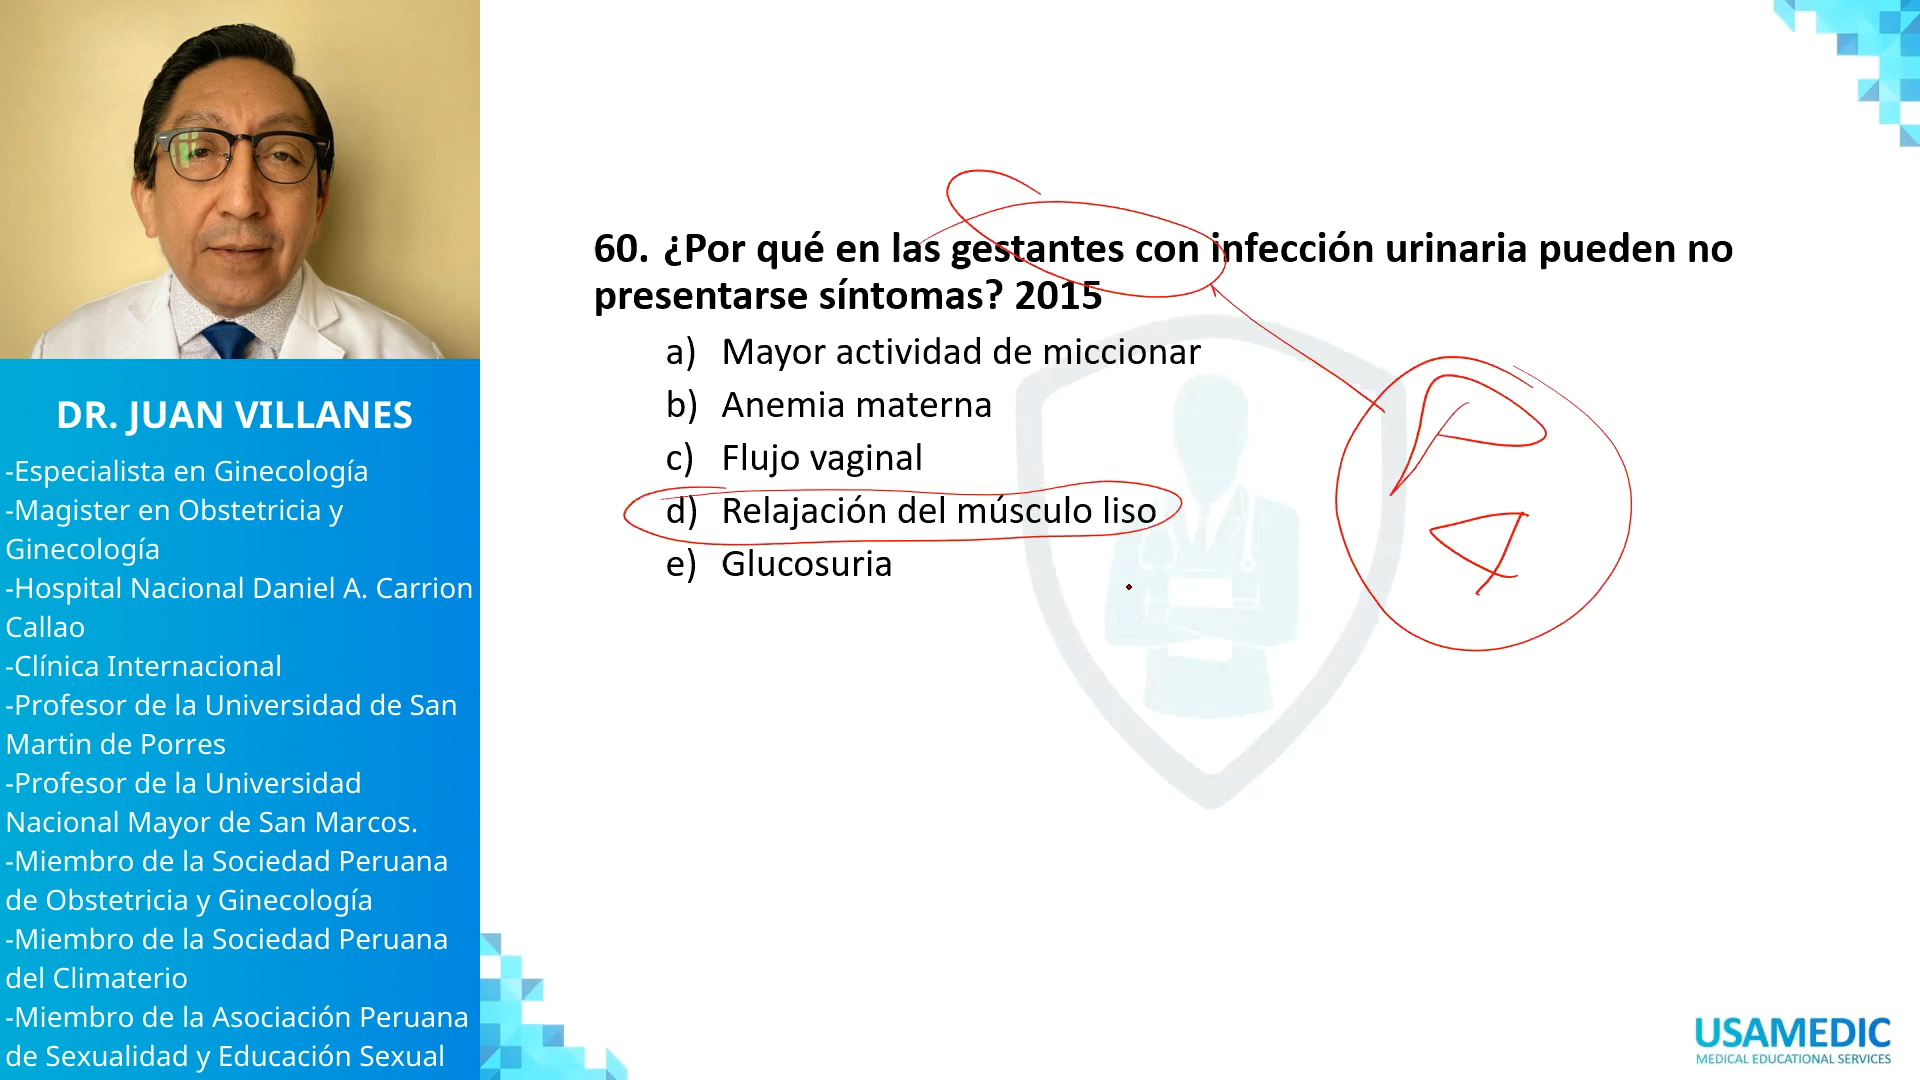 DR. JUAN VILLANES
-Especialista en Ginecología
-Magister en Obstetricia y
Ginecología
-Hospital Nacional Daniel A. Carrion
Callao
-Clínica Internacional
-Profesor de la Universidad de San
Martin de Porres
-Profesor de la Universidad
Nacional Mayor de San Marcos.
-Miembro de la Sociedad Peruana
de Obstetricia y Ginecología
-Miembro de la Sociedad Peruana
del Climaterio
-Miembro de la Asociación Peruana
de Sexualidad y Educación Sexual
60. ¿Por qué en las gestantes con infección urinaria pueden no
presentarse síntomas? 2015
a) Mayor actividad de miccionar
b) Anemia materna
c) Flujo vaginal
d) Relajación del músculo liso
e) Glucosuria
USAMEDIC
MEDICAL EDUCATIONAL SERVICES